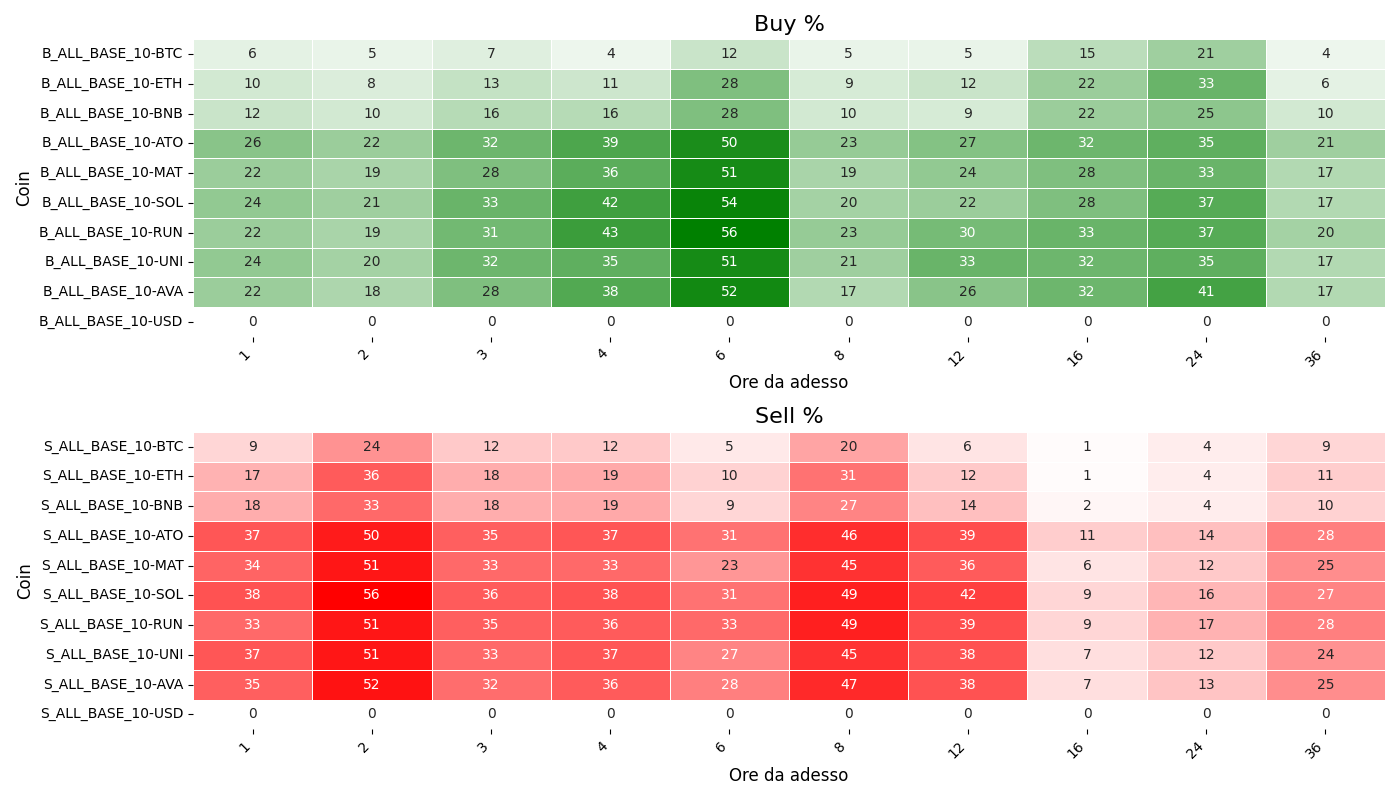 Buy %
Coin
B_ALL_BASE_10-BTC 6 5 7 4 12 5 5 15 21 4
B_ALL_BASE_10-ETH 10 8 13 11 28 9 12 22 33 6
B_ALL_BASE_10-BNB 12 10 16 16 28 10 9 22 25 10
B_ALL_BASE_10-ATO 26 22 32 39 50 23 27 32 35 21
B_ALL_BASE_10-MAT 22 19 28 36 51 19 24 28 33 17
B_ALL_BASE_10-SOL 24 21 33 42 54 20 22 28 37 17
B_ALL_BASE_10-RUN 22 19 31 43 56 23 30 33 37 20
B_ALL_BASE_10-UNI 24 20 32 35 51 21 33 32 35 17
B_ALL_BASE_10-AVA 22 18 28 38 52 17 26 32 41 17
B_ALL_BASE_10-USD 0 0 0 0 0 0 0 0 0 0
1 2 3 4 6 8 12 16 24 36
Ore da adesso
Sell %
Coin
S_ALL_BASE_10-BTC 9 24 12 12 5 20 6 1 4 9
S_ALL_BASE_10-ETH 17 36 18 19 10 31 12 1 4 11
S_ALL_BASE_10-BNB 18 33 18 19 9 27 14 2 4 10
S_ALL_BASE_10-ATO 37 50 35 37 31 46 39 11 14 28
S_ALL_BASE_10-MAT 34 51 33 33 23 45 36 6 12 25
S_ALL_BASE_10-SOL 38 56 36 38 31 49 42 9 16 27
S_ALL_BASE_10-RUN 33 51 35 36 33 49 39 9 17 28
S_ALL_BASE_10-UNI 37 51 33 37 27 45 38 7 12 24
S_ALL_BASE_10-AVA 35 52 32 36 28 47 38 7 13 25
S_ALL_BASE_10-USD 0 0 0 0 0 0 0 0 0 0
1 2 3 4 6 8 12 16 24 36
Ore da adesso